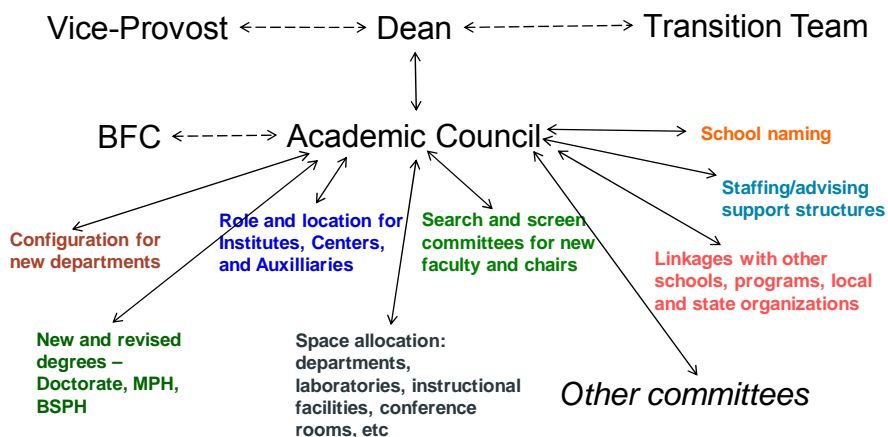 Vice-Provost
Dean
Transition Team
BFC
Academic Council
School naming
Staffing/advising
support structures
Configuration for
new departments
Role and location for
Institutes, Centers,
and Auxilliaries
Search and screen
committees for new
faculty and chairs
Linkages with other
schools, programs, local
and state organizations
New and revised
degrees –
Doctorate, MPH,
BSPH
Space allocation:
departments,
laboratories, instructional
facilities, conference
rooms, etc
Other committees